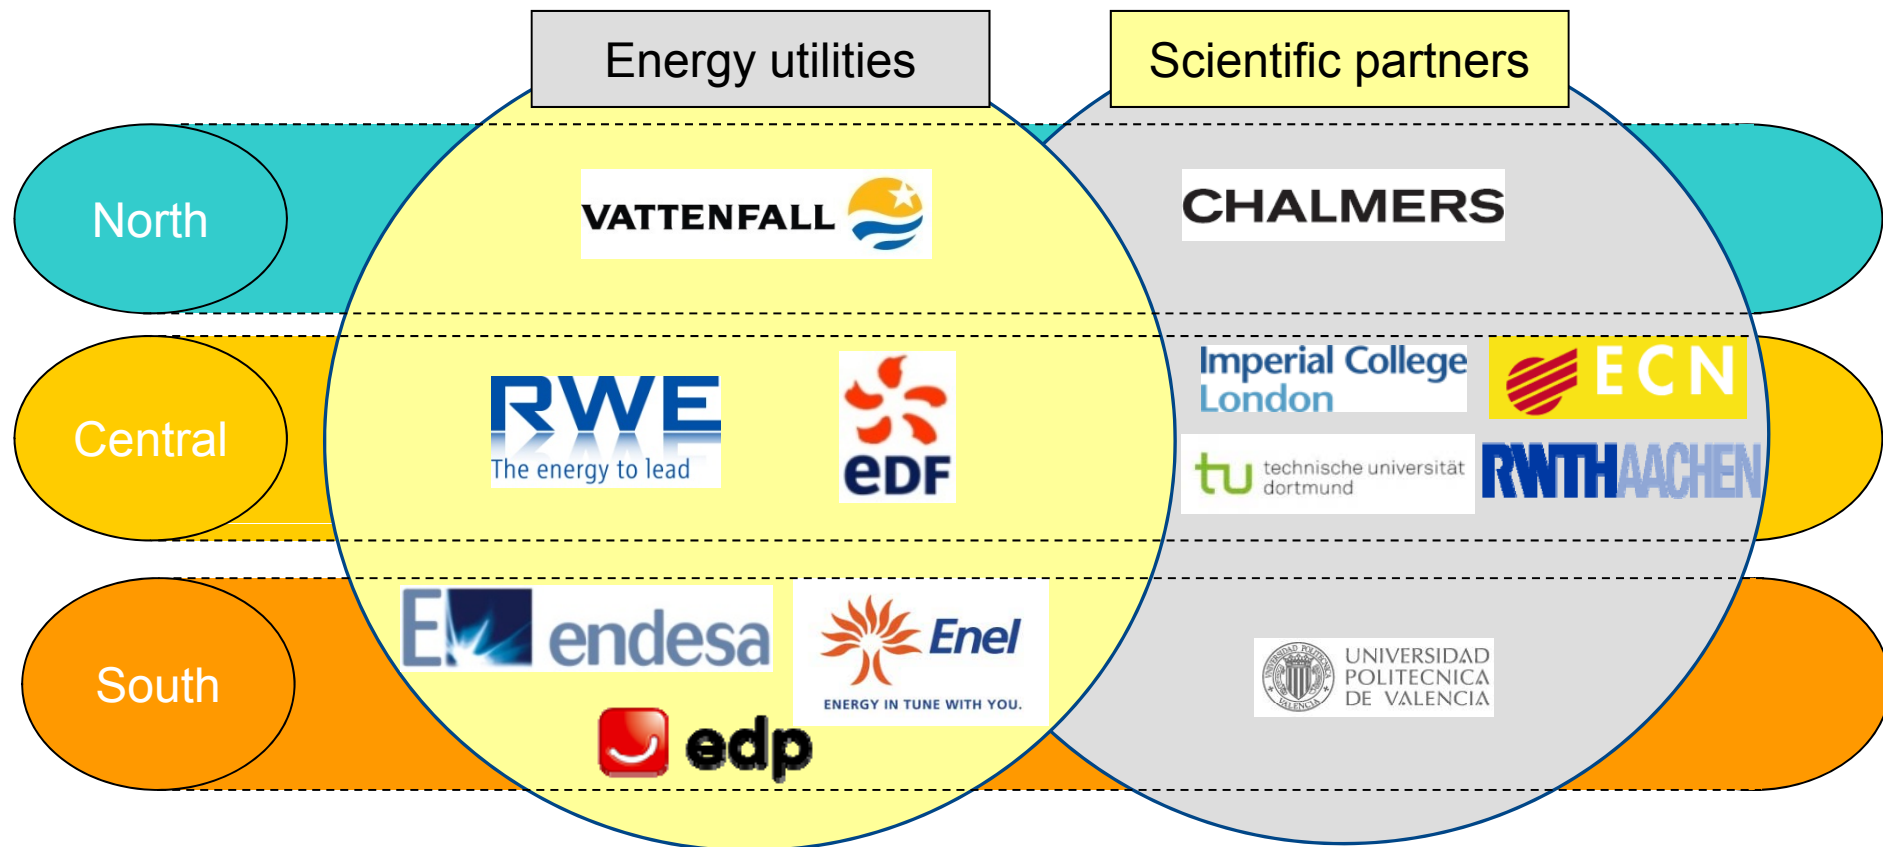 Energy utilities
Scientific partners
North
VATTENFALL
CHALMERS
Central
RWE
The energy to lead
eDF
Imperial College
London
ECN
technische universität
dortmund
tu
RWTHAACHEN
South
endesa
Enel
ENERGY IN TUNE WITH YOU.
edp
UNIVERSIDAD
POLITECNICA
DE VALENCIA